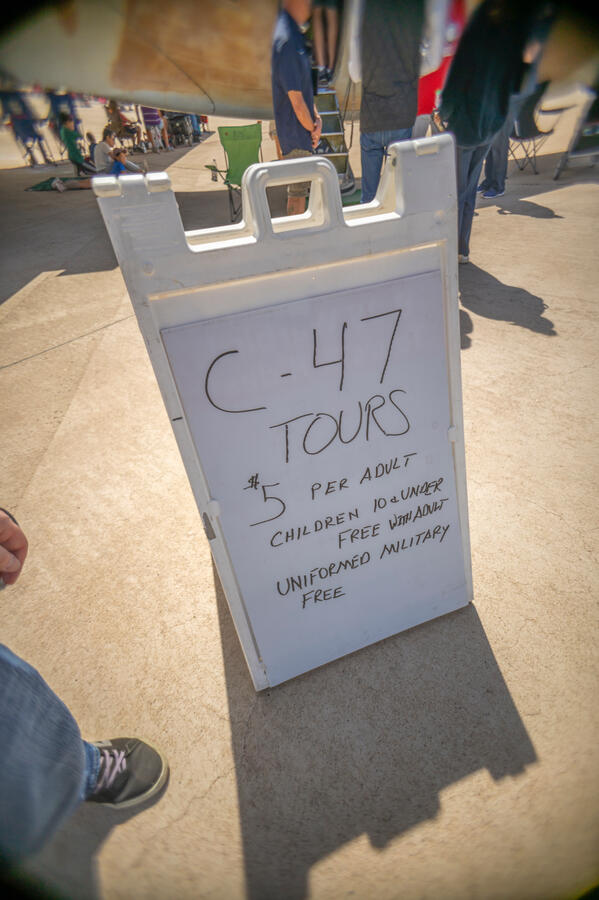 C-47
TOURS
$5 PER ADULT
CHILDREN 10 & UNDER
FREE WITH ADULT
UNIFORMED MILITARY
FREE